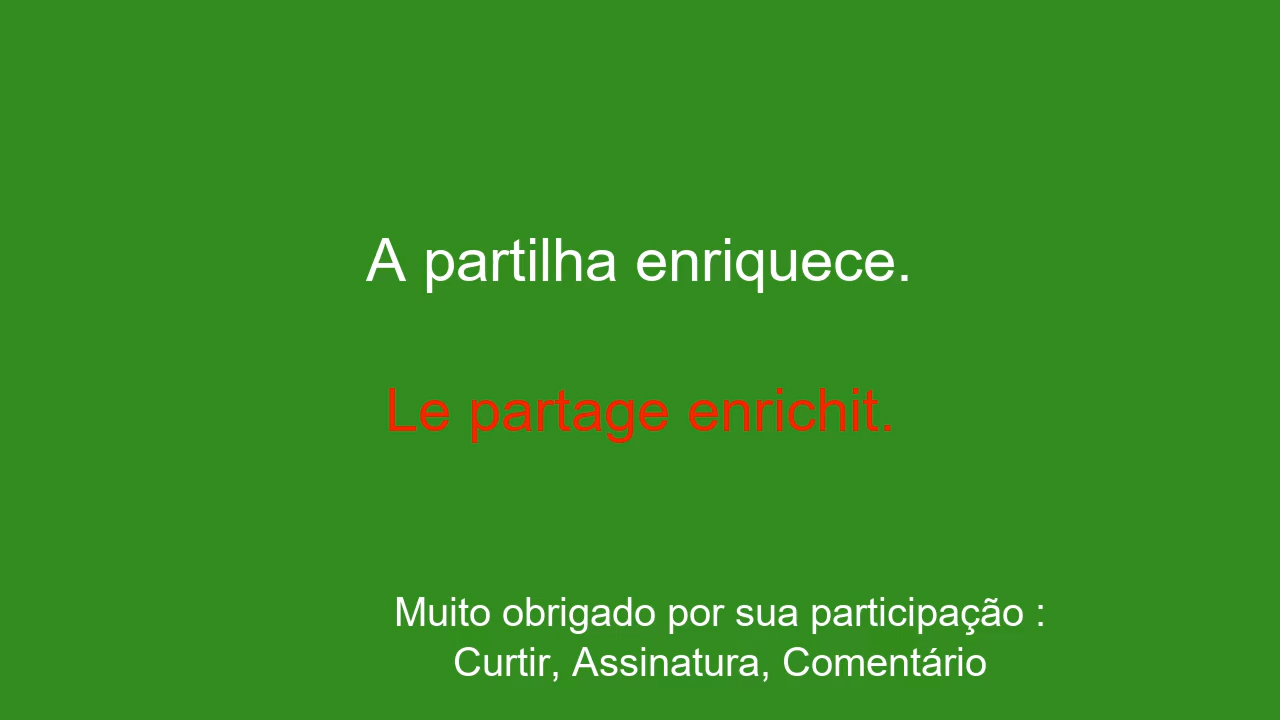 A partilha enriquece.
Le partage enrichit.
Muito obrigado por sua participação :
Curtir, Assinatura, Comentário